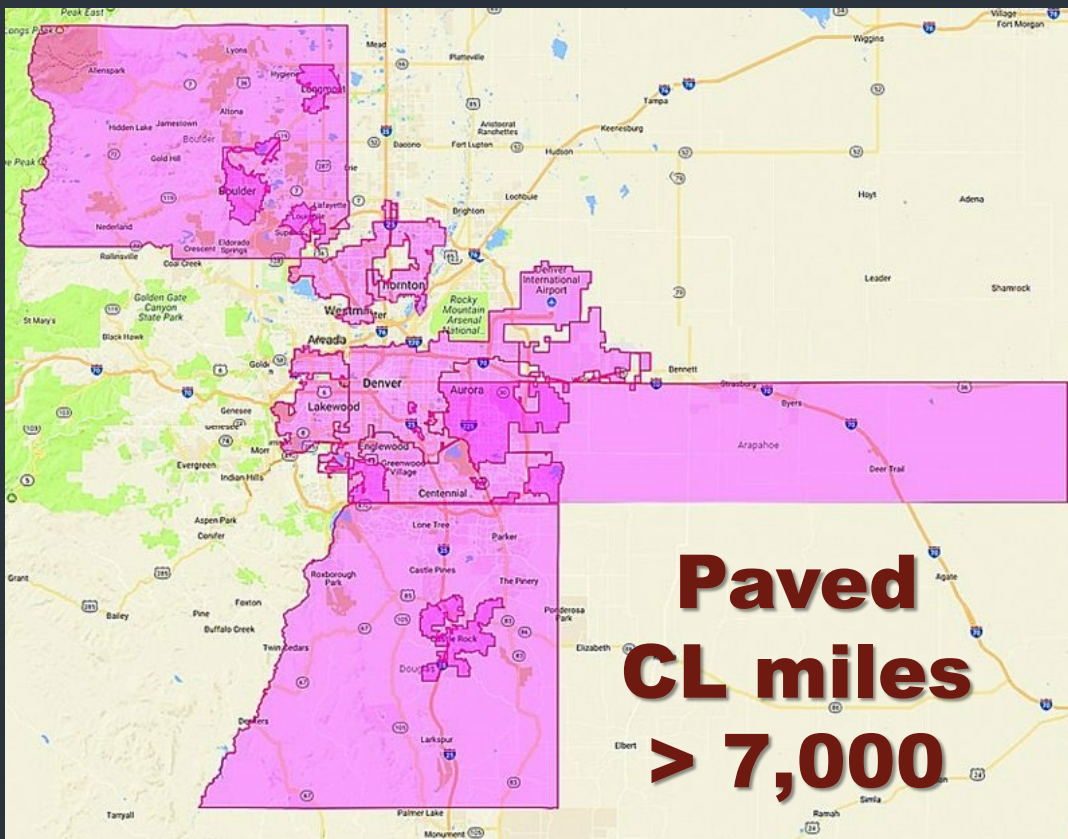 Peak East
Longs Peak
Village
Fort Morgan
Wiggins
Mead
Platteville
Lyons
Allenspark
Hygiene
Longmont
Tampa
Altona
Aristocrat
Ranchettes
Keenesburg
Hidden Lake
Jamestown
Boulder
Dacono
Fort Lupton
Hudson
Gold Hill
Erie
Boulder
Lochbuie
Hoyt
Adena
Lafayette
Brighton
Louisville
Nederland
Crescent
Eldorado
Springs
Rollinsville
Coal Creek
Denver
International
Airport
Leader
Shamrock
Thornton
Golden Gate
Canyon
State Park
Rocky
Mountain
Arsenal
National...
St Mary's
Westminster
Black Hawk
Arvada
Denver
Bennett
Strasburg
Aurora
Byers
Lakewood
Genesee
Arapahoe
Englewood
Greenwood
Village
Deer Trail
Evergreen
Indian Hills
Centennial
Aspen Park
Conifer
Lone Tree
Parker
Castle Pines
Roxborough
Park
The Pinery
Agate
Grant
Bailey
Pine
Foxton
Buffalo Creek
Ponderosa
Park
Twin Cedars
Castle Rock
Elizabeth
Douglas
Deckers
Larkspur
Elbert
Tarryall
Palmer Lake
Monument
Simla
Ramah
Paved
CL miles
> 7,000